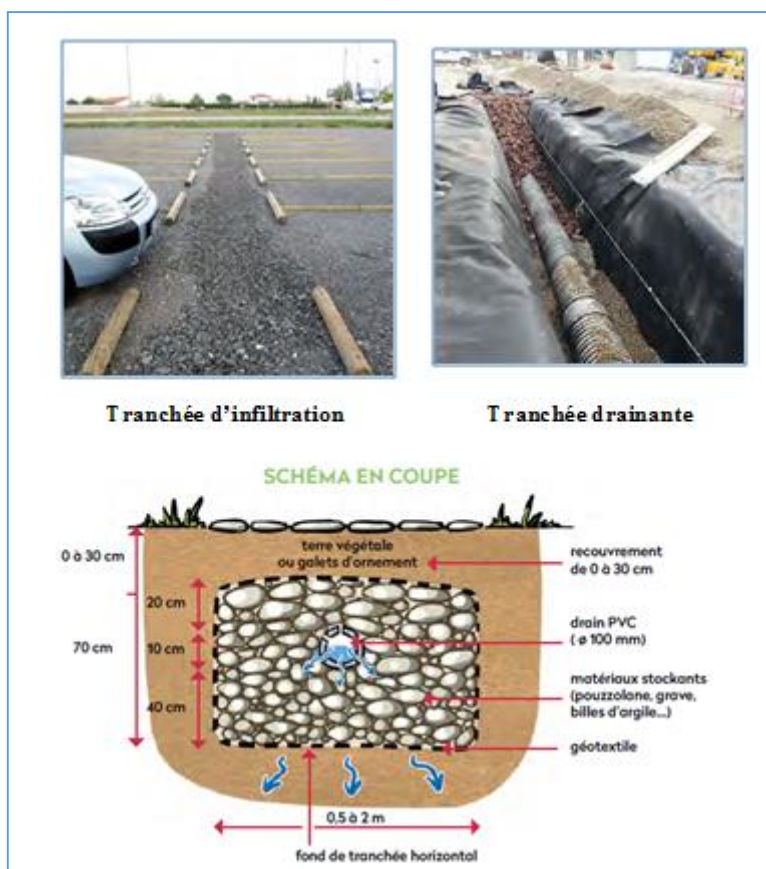 Tranchée d'infiltration
Tranchée drainante
SCHÉMA EN COUPE
0 à 30 cm
terre végétale
ou galets d'ornement
recouvrement
de 0 à 30 cm
20 cm
70 cm
10 cm
drain PVC
(ø 100 mm)
40 cm
matériaux stockants
(pouzzolane, grave,
billes d'argile...)
géotextile
0,5 à 2 m
fond de tranchée horizontal